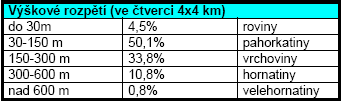 Výškové rozpětí (ve čtverci 4x4 km)
do 30m 4,5% roviny
30-150 m 50,1% pahorkatiny
150-300 m 33,8% vrchoviny
300-600 m 10,8% hornatiny
nad 600 m 0,8% velehornatiny